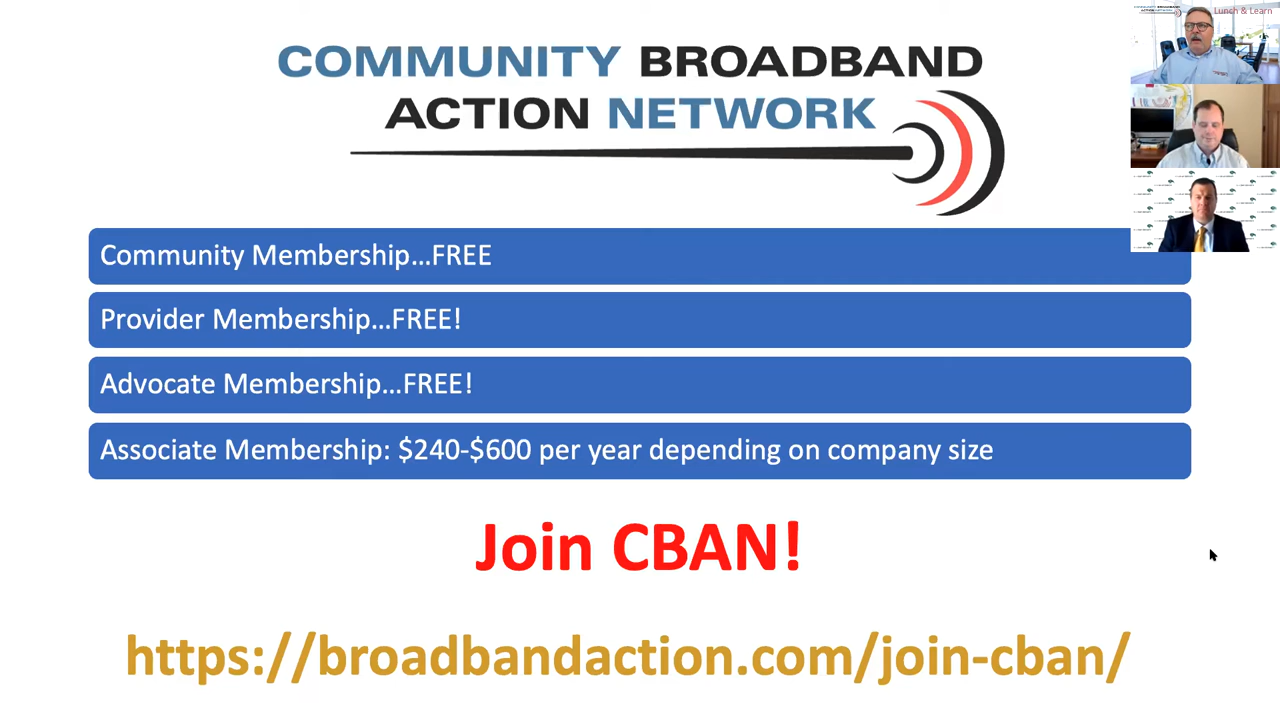 COMMUNITY BROADBAND
ACTION NETWORK
Lunch & Learn
Community Membership...FREE
Provider Membership...FREE!
Advocate Membership...FREE!
Associate Membership: $240-$600 per year depending on company size
Join CBAN!
https://broadbandaction.com/join-cban/